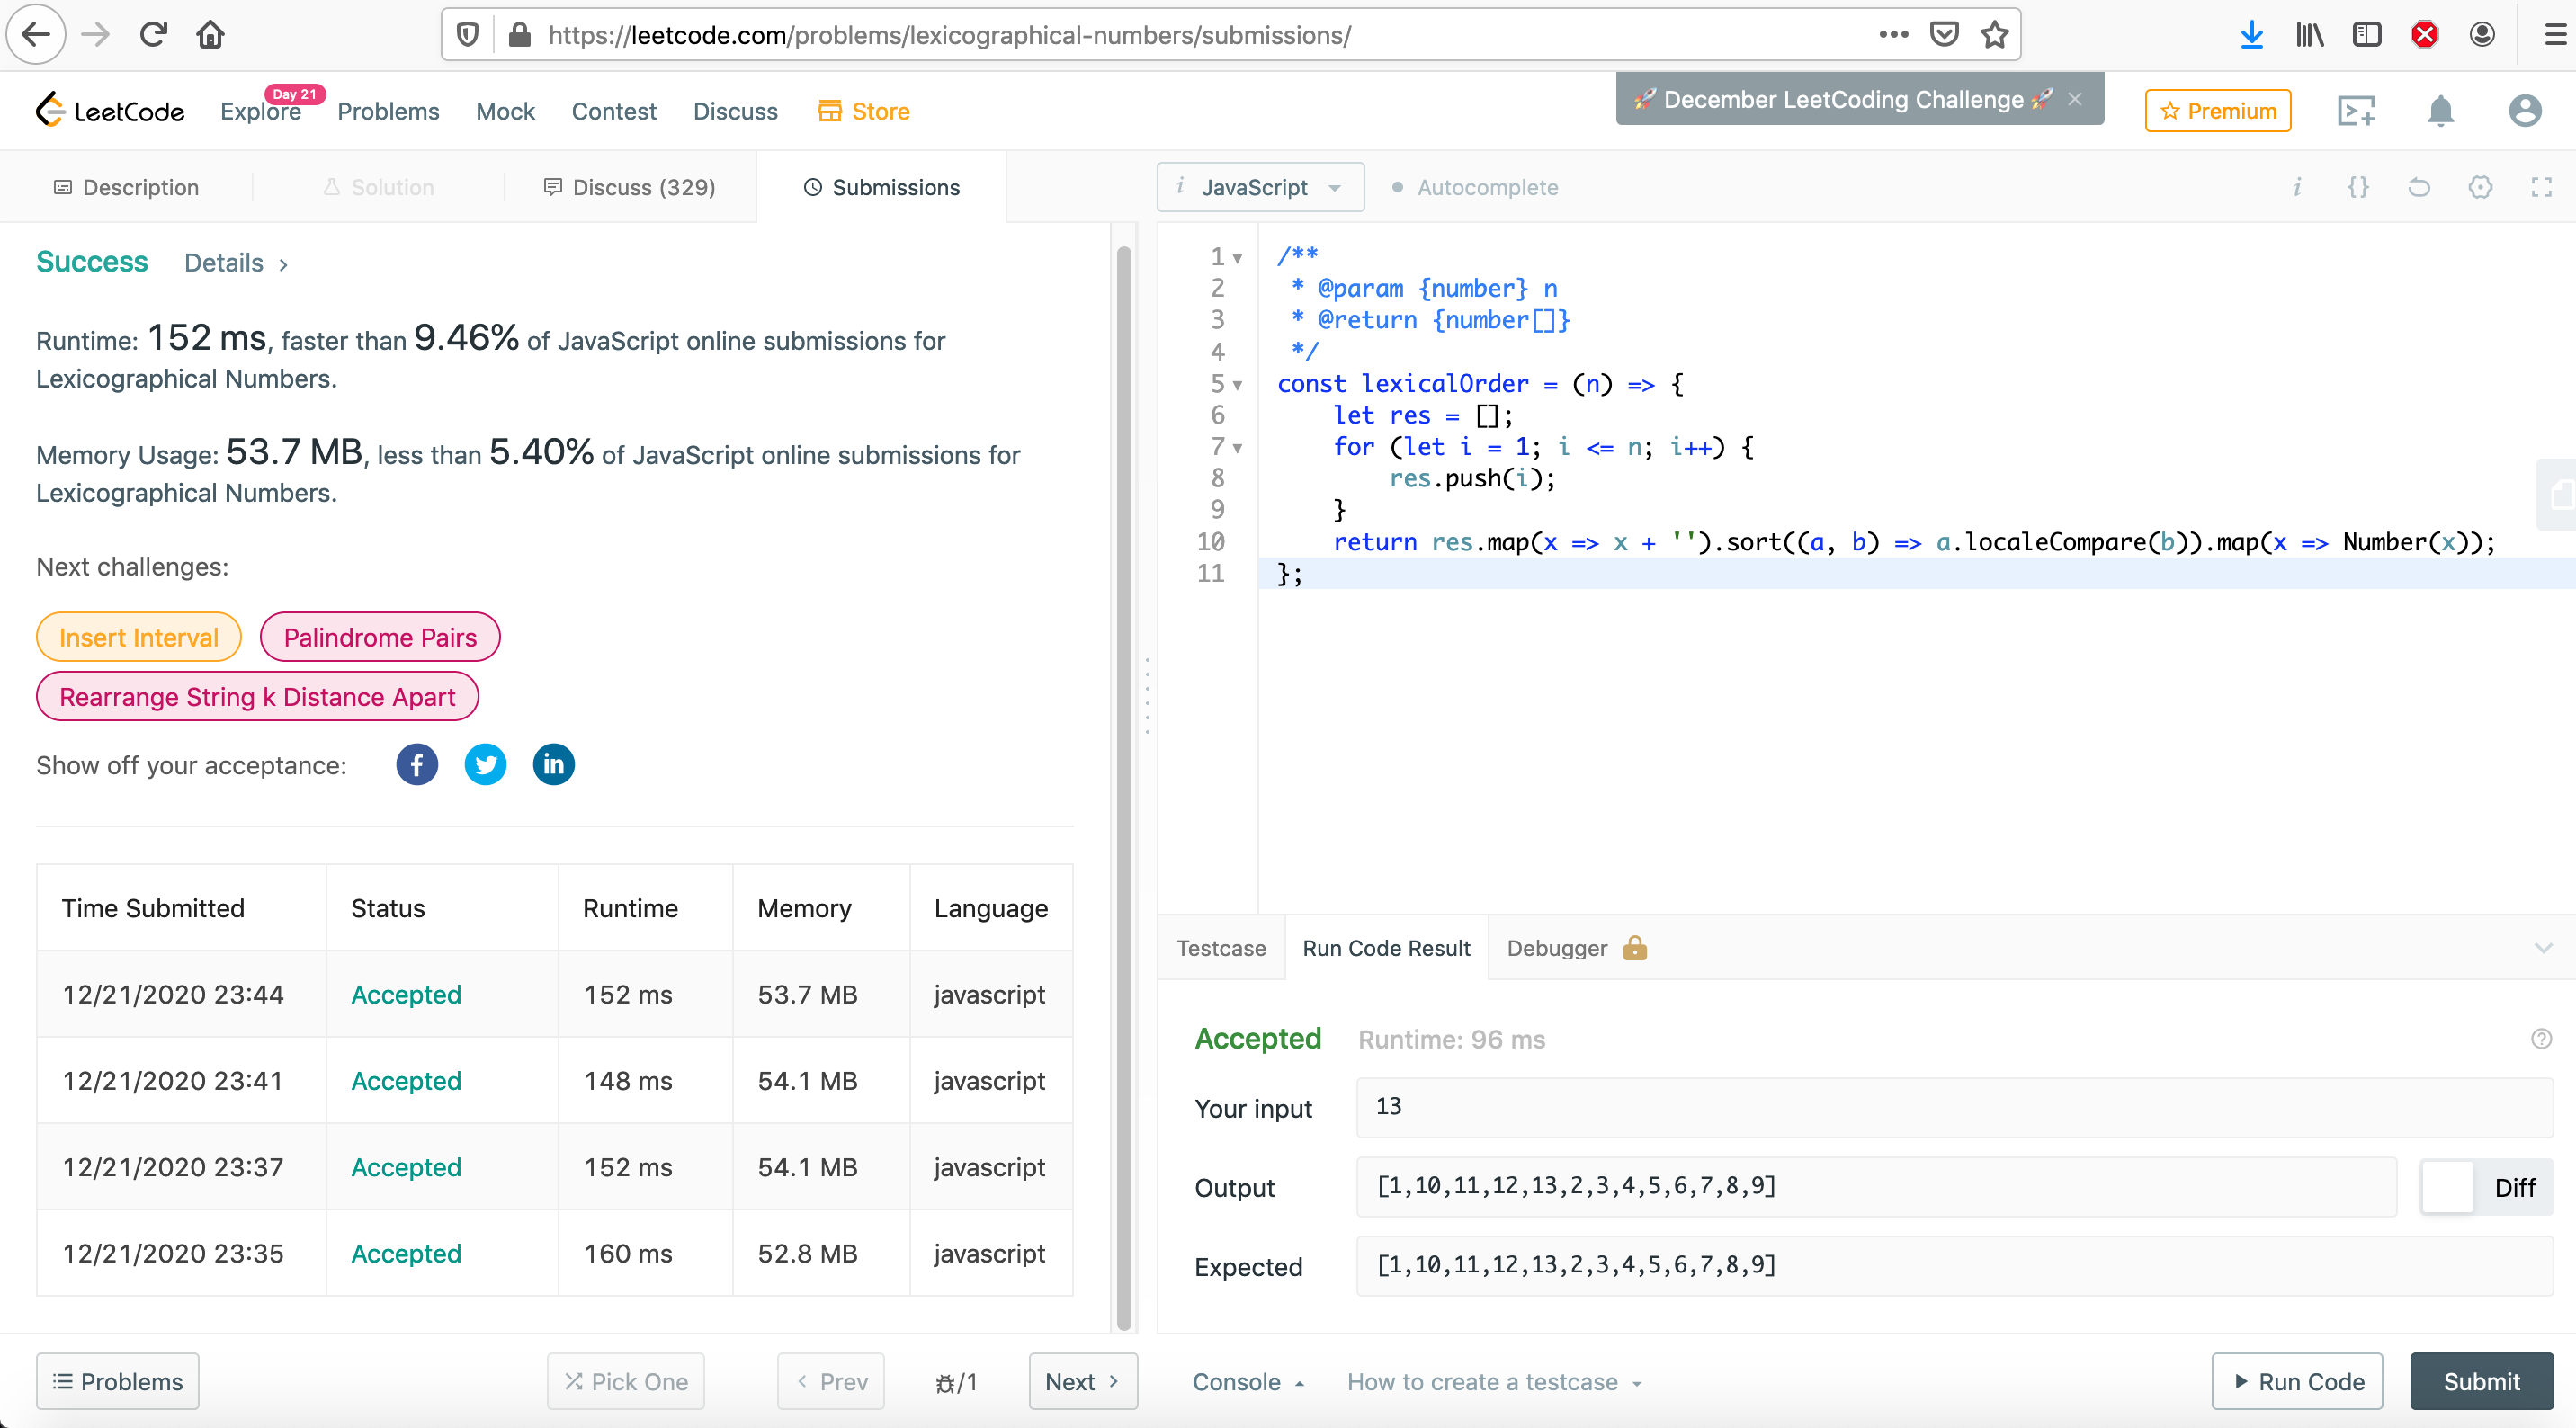 https://leetcode.com/problems/lexicographical-numbers/submissions/
LeetCode
Explore
Day 21
Problems
Mock
Contest
Discuss
Store
🚀 December LeetCoding Challenge 🚀 ×
Premium
Description
Solution
Discuss (329)
Submissions
i JavaScript
Autocomplete
Success Details >
Runtime: 152 ms, faster than 9.46% of JavaScript online submissions for
Lexicographical Numbers.
Memory Usage: 53.7 MB, less than 5.40% of JavaScript online submissions for
Lexicographical Numbers.
Next challenges:
Insert Interval
Palindrome Pairs
Rearrange String k Distance Apart
Show off your acceptance:
Time Submitted Status Runtime Memory Language
12/21/2020 23:44 Accepted 152 ms 53.7 MB javascript
12/21/2020 23:41 Accepted 148 ms 54.1 MB javascript
12/21/2020 23:37 Accepted 152 ms 54.1 MB javascript
12/21/2020 23:35 Accepted 160 ms 52.8 MB javascript
Problems
Pick One
< Prev
/1
Next >
1 /**
2  * @param {number} n
3  * @return {number[]}
4  */
5 const lexicalOrder = (n) => {
6     let res = [];
7     for (let i = 1; i <= n; i++) {
8         res.push(i);
9     }
10     return res.map(x => x + '').sort((a, b) => a.localeCompare(b)).map(x => Number(x));
11 };
Testcase
Run Code Result
Debugger
Accepted Runtime: 96 ms
Your input 13
Output [1,10,11,12,13,2,3,4,5,6,7,8,9]
Diff
Expected [1,10,11,12,13,2,3,4,5,6,7,8,9]
Console
How to create a testcase
Run Code
Submit